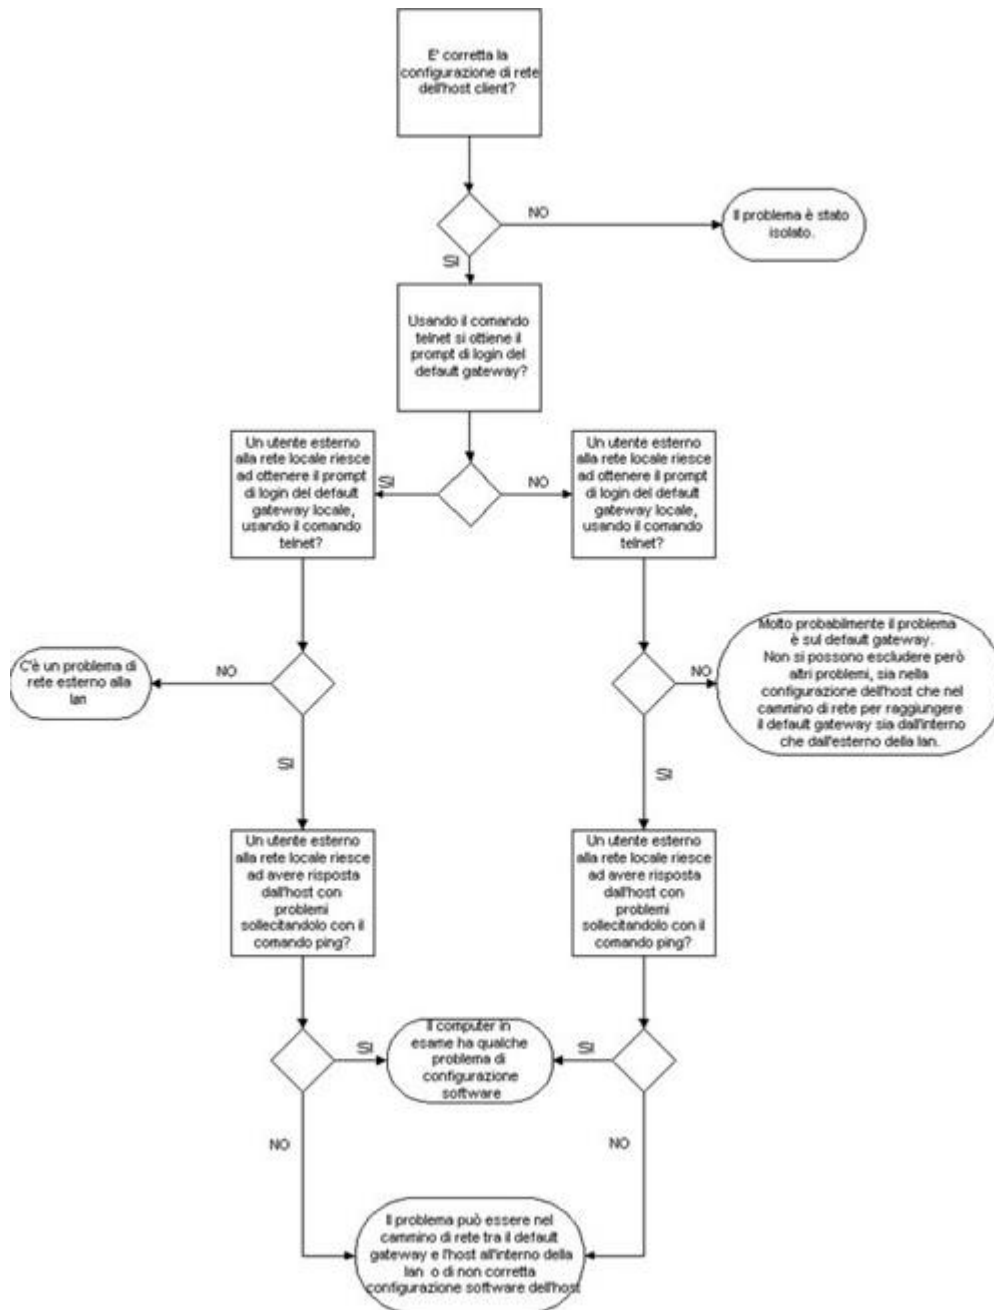 E' corretta la
configurazione di rete
dell'host client?
NO
Il problema è stato
isolato.
SI
Usando il comando
telnet si ottiene il
prompt di login del
default gateway?
Un utente esterno
alla rete locale riesce
ad ottenere il prompt
di login del default
gateway locale,
usando il comando
telnet?
SI
NO
Un utente esterno
alla rete locale riesce
ad ottenere il prompt
di login del default
gateway locale,
usando il comando
telnet?
C'è un problema di
rete esterno alla
lan
NO
NO
Molto probabilmente il problema
è sul default gateway.
Non si possono escludere però
altri problemi, sia nella
configurazione dell'host che nel
cammino di rete per raggiungere
il default gateway sia dall'interno
che dall'esterno della lan.
SI
SI
Un utente esterno
alla rete locale riesce
ad avere risposta
dall'host con
problemi
sollecitandolo con il
comando ping?
Un utente esterno
alla rete locale riesce
ad avere risposta
dall'host con
problemi
sollecitandolo con il
comando ping?
SI
Il computer in
esame ha qualche
problema di
configurazione
software
SI
NO
NO
Il problema può essere nel
cammino di rete tra il default
gateway e l'host all'interno della
lan o di non corretta
configurazione software dell'host